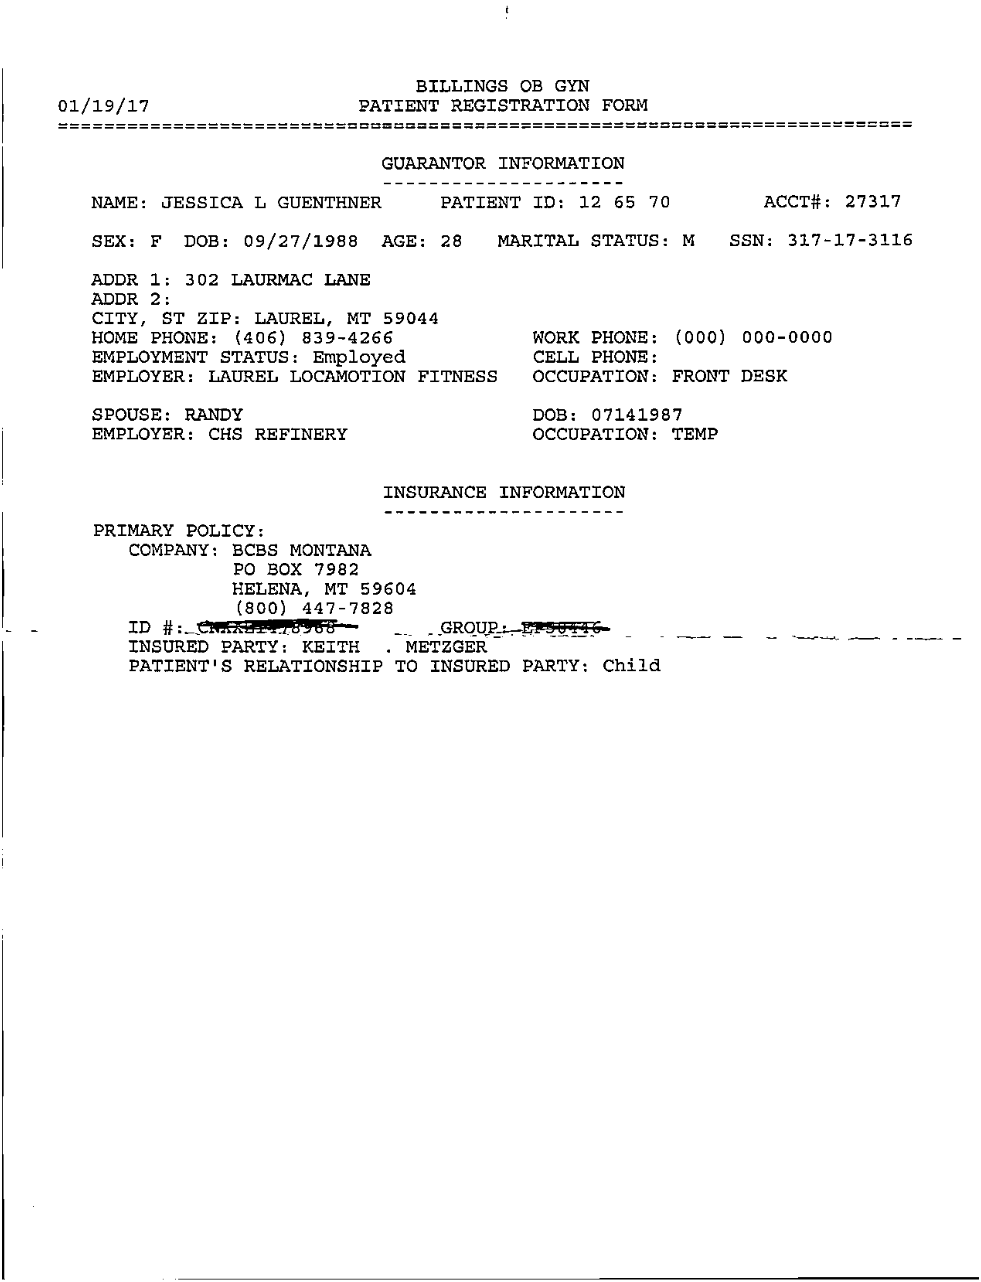 BILLINGS OB GYN
01/19/17 PATIENT REGISTRATION FORM
GUARANTOR INFORMATION
NAME: JESSICA L GUENTHNER PATIENT ID: 12 65 70 ACCT#: 27317
SEX: F DOB: 09/27/1988 AGE: 28 MARITAL STATUS: M SSN: 317-17-3116
ADDR 1: 302 LAURMAC LANE
ADDR 2:
CITY, ST ZIP: LAUREL, MT 59044
HOME PHONE: (406) 839-4266 WORK PHONE: (000) 000-0000
EMPLOYMENT STATUS: Employed CELL PHONE:
EMPLOYER: LAUREL LOCAMOTION FITNESS OCCUPATION: FRONT DESK
SPOUSE: RANDY DOB: 07141987
EMPLOYER: CHS REFINERY OCCUPATION: TEMP
INSURANCE INFORMATION
PRIMARY POLICY:
COMPANY: BCBS MONTANA
PO BOX 7982
HELENA, MT 59604
(800) 447-7828
ID #: GROUP:
INSURED PARTY: KEITH . METZGER
PATIENT'S RELATIONSHIP TO INSURED PARTY: Child